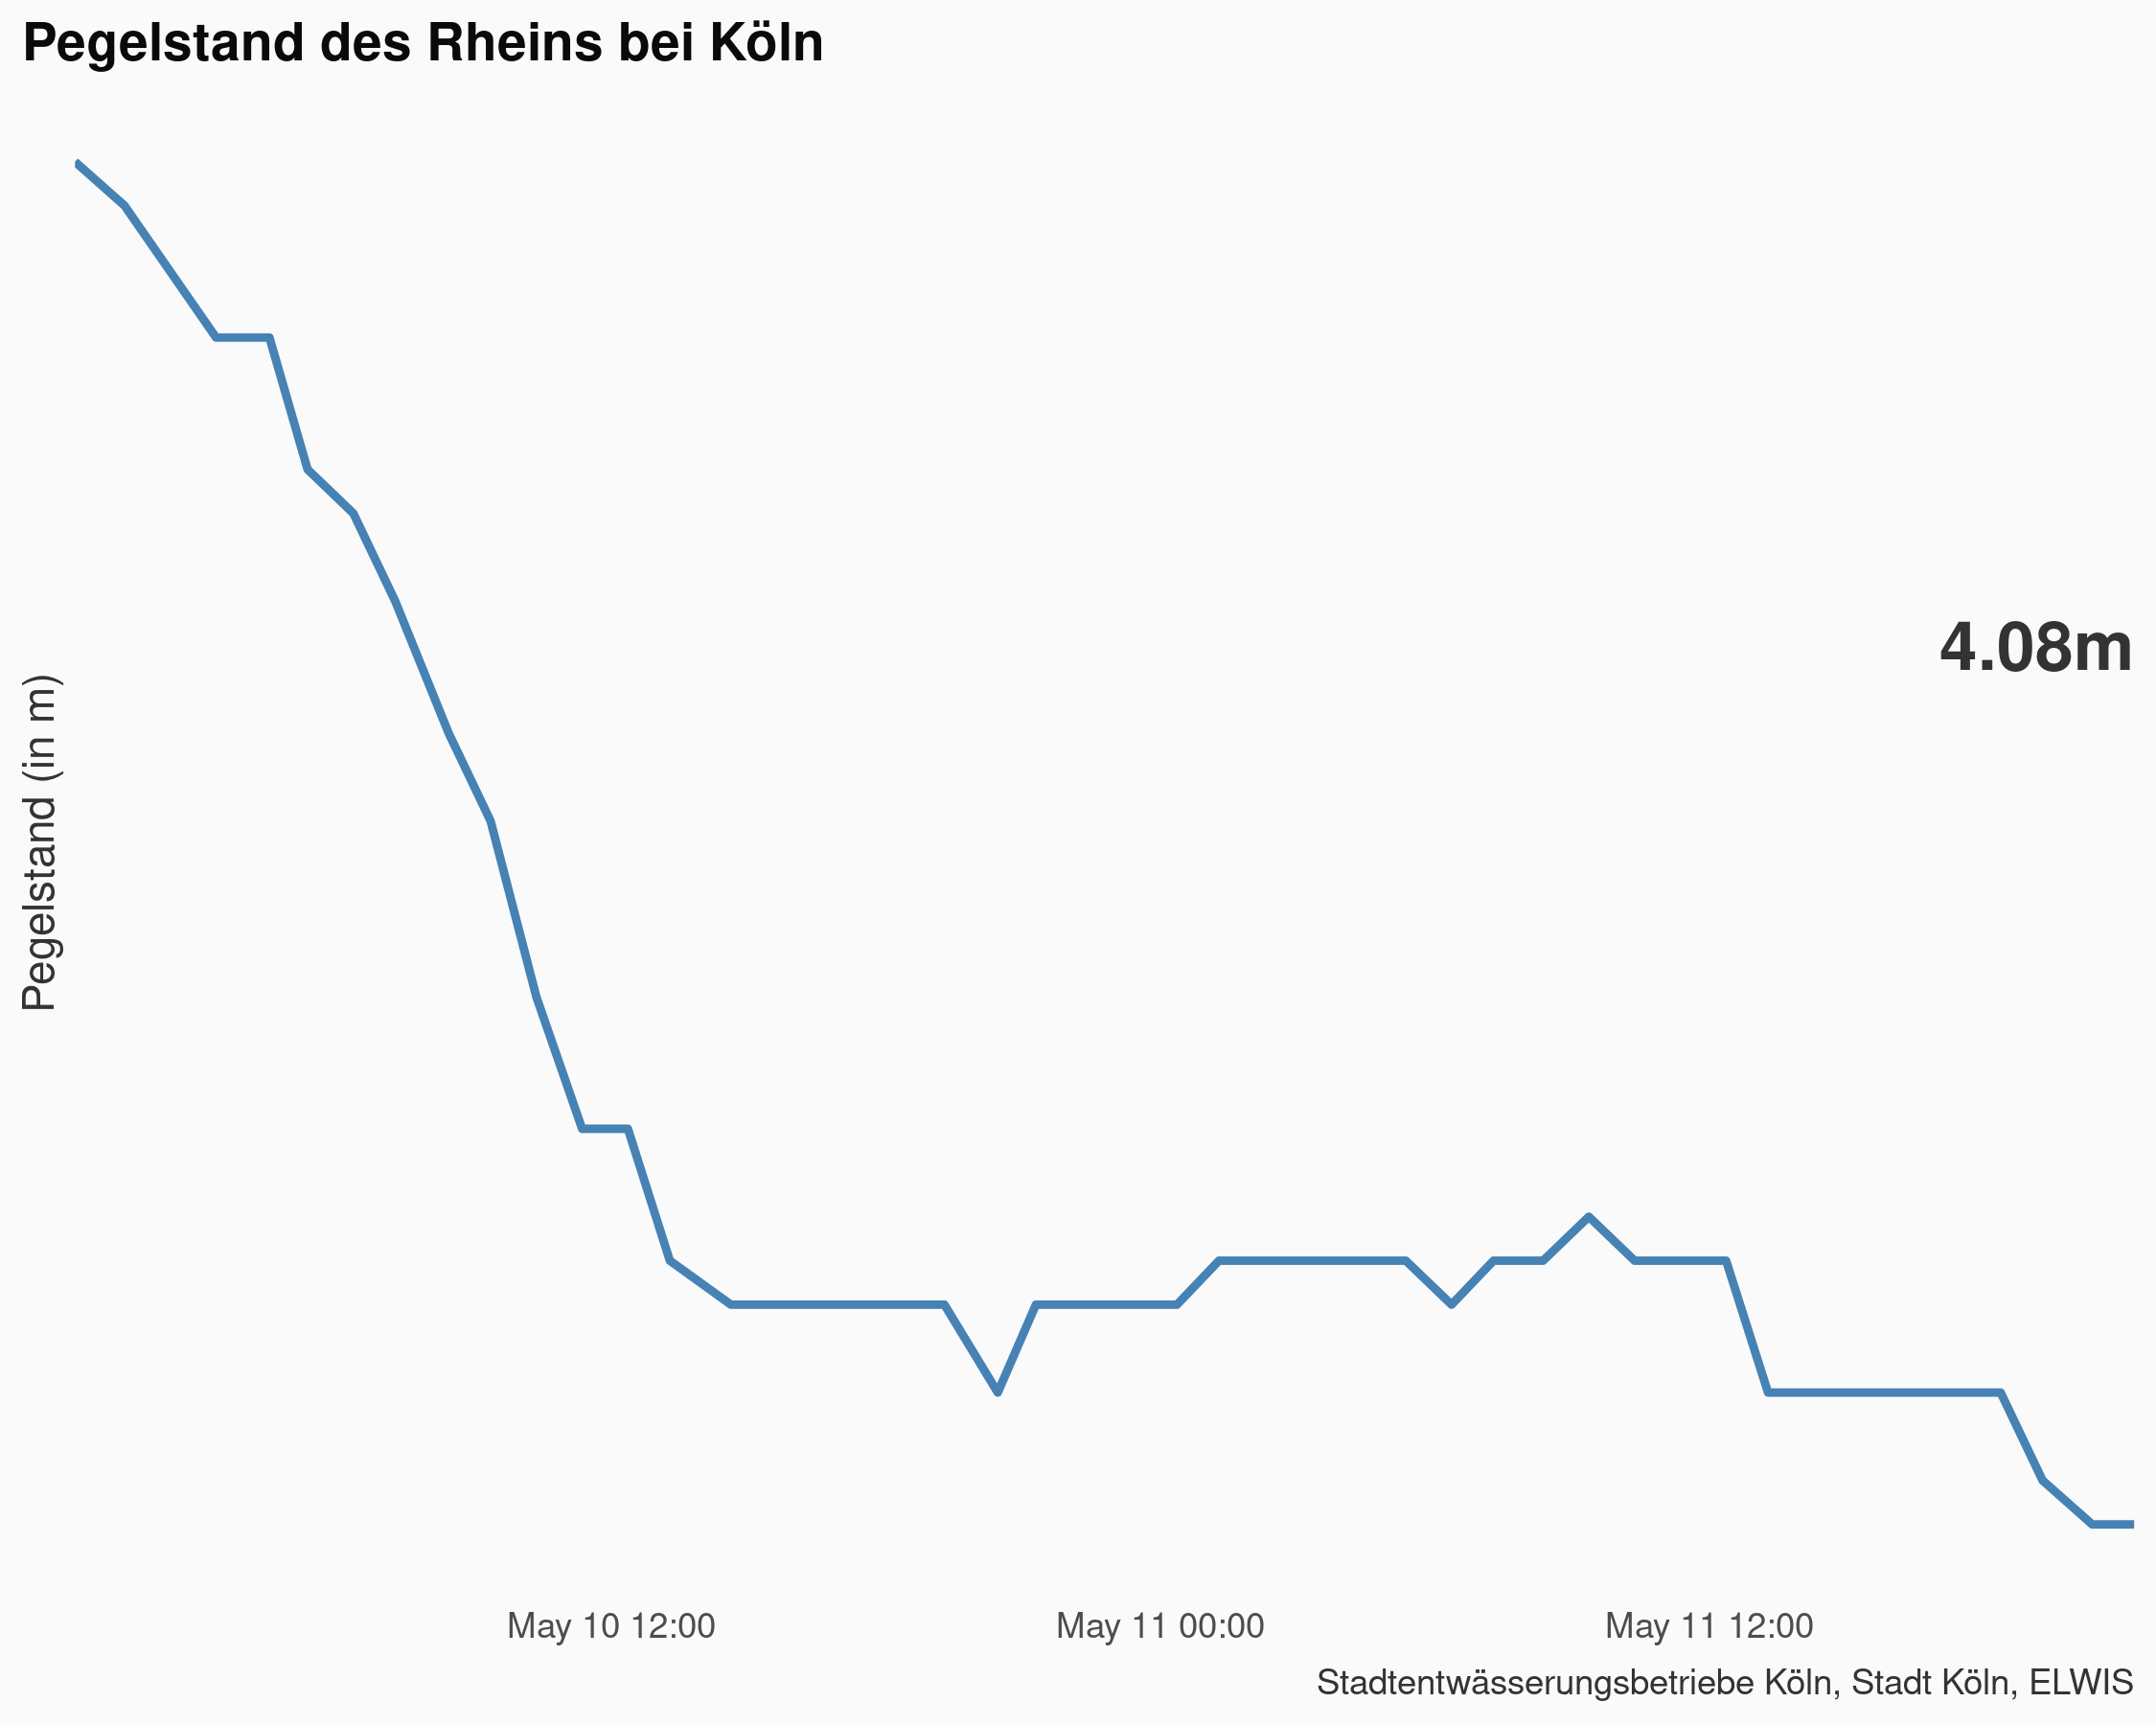 Pegelstand des Rheins bei Köln
Pegelstand (in m)
4.08m
May 10 12:00
May 11 00:00
May 11 12:00
Stadtentwässerungsbetriebe Köln, Stadt Köln, ELWIS